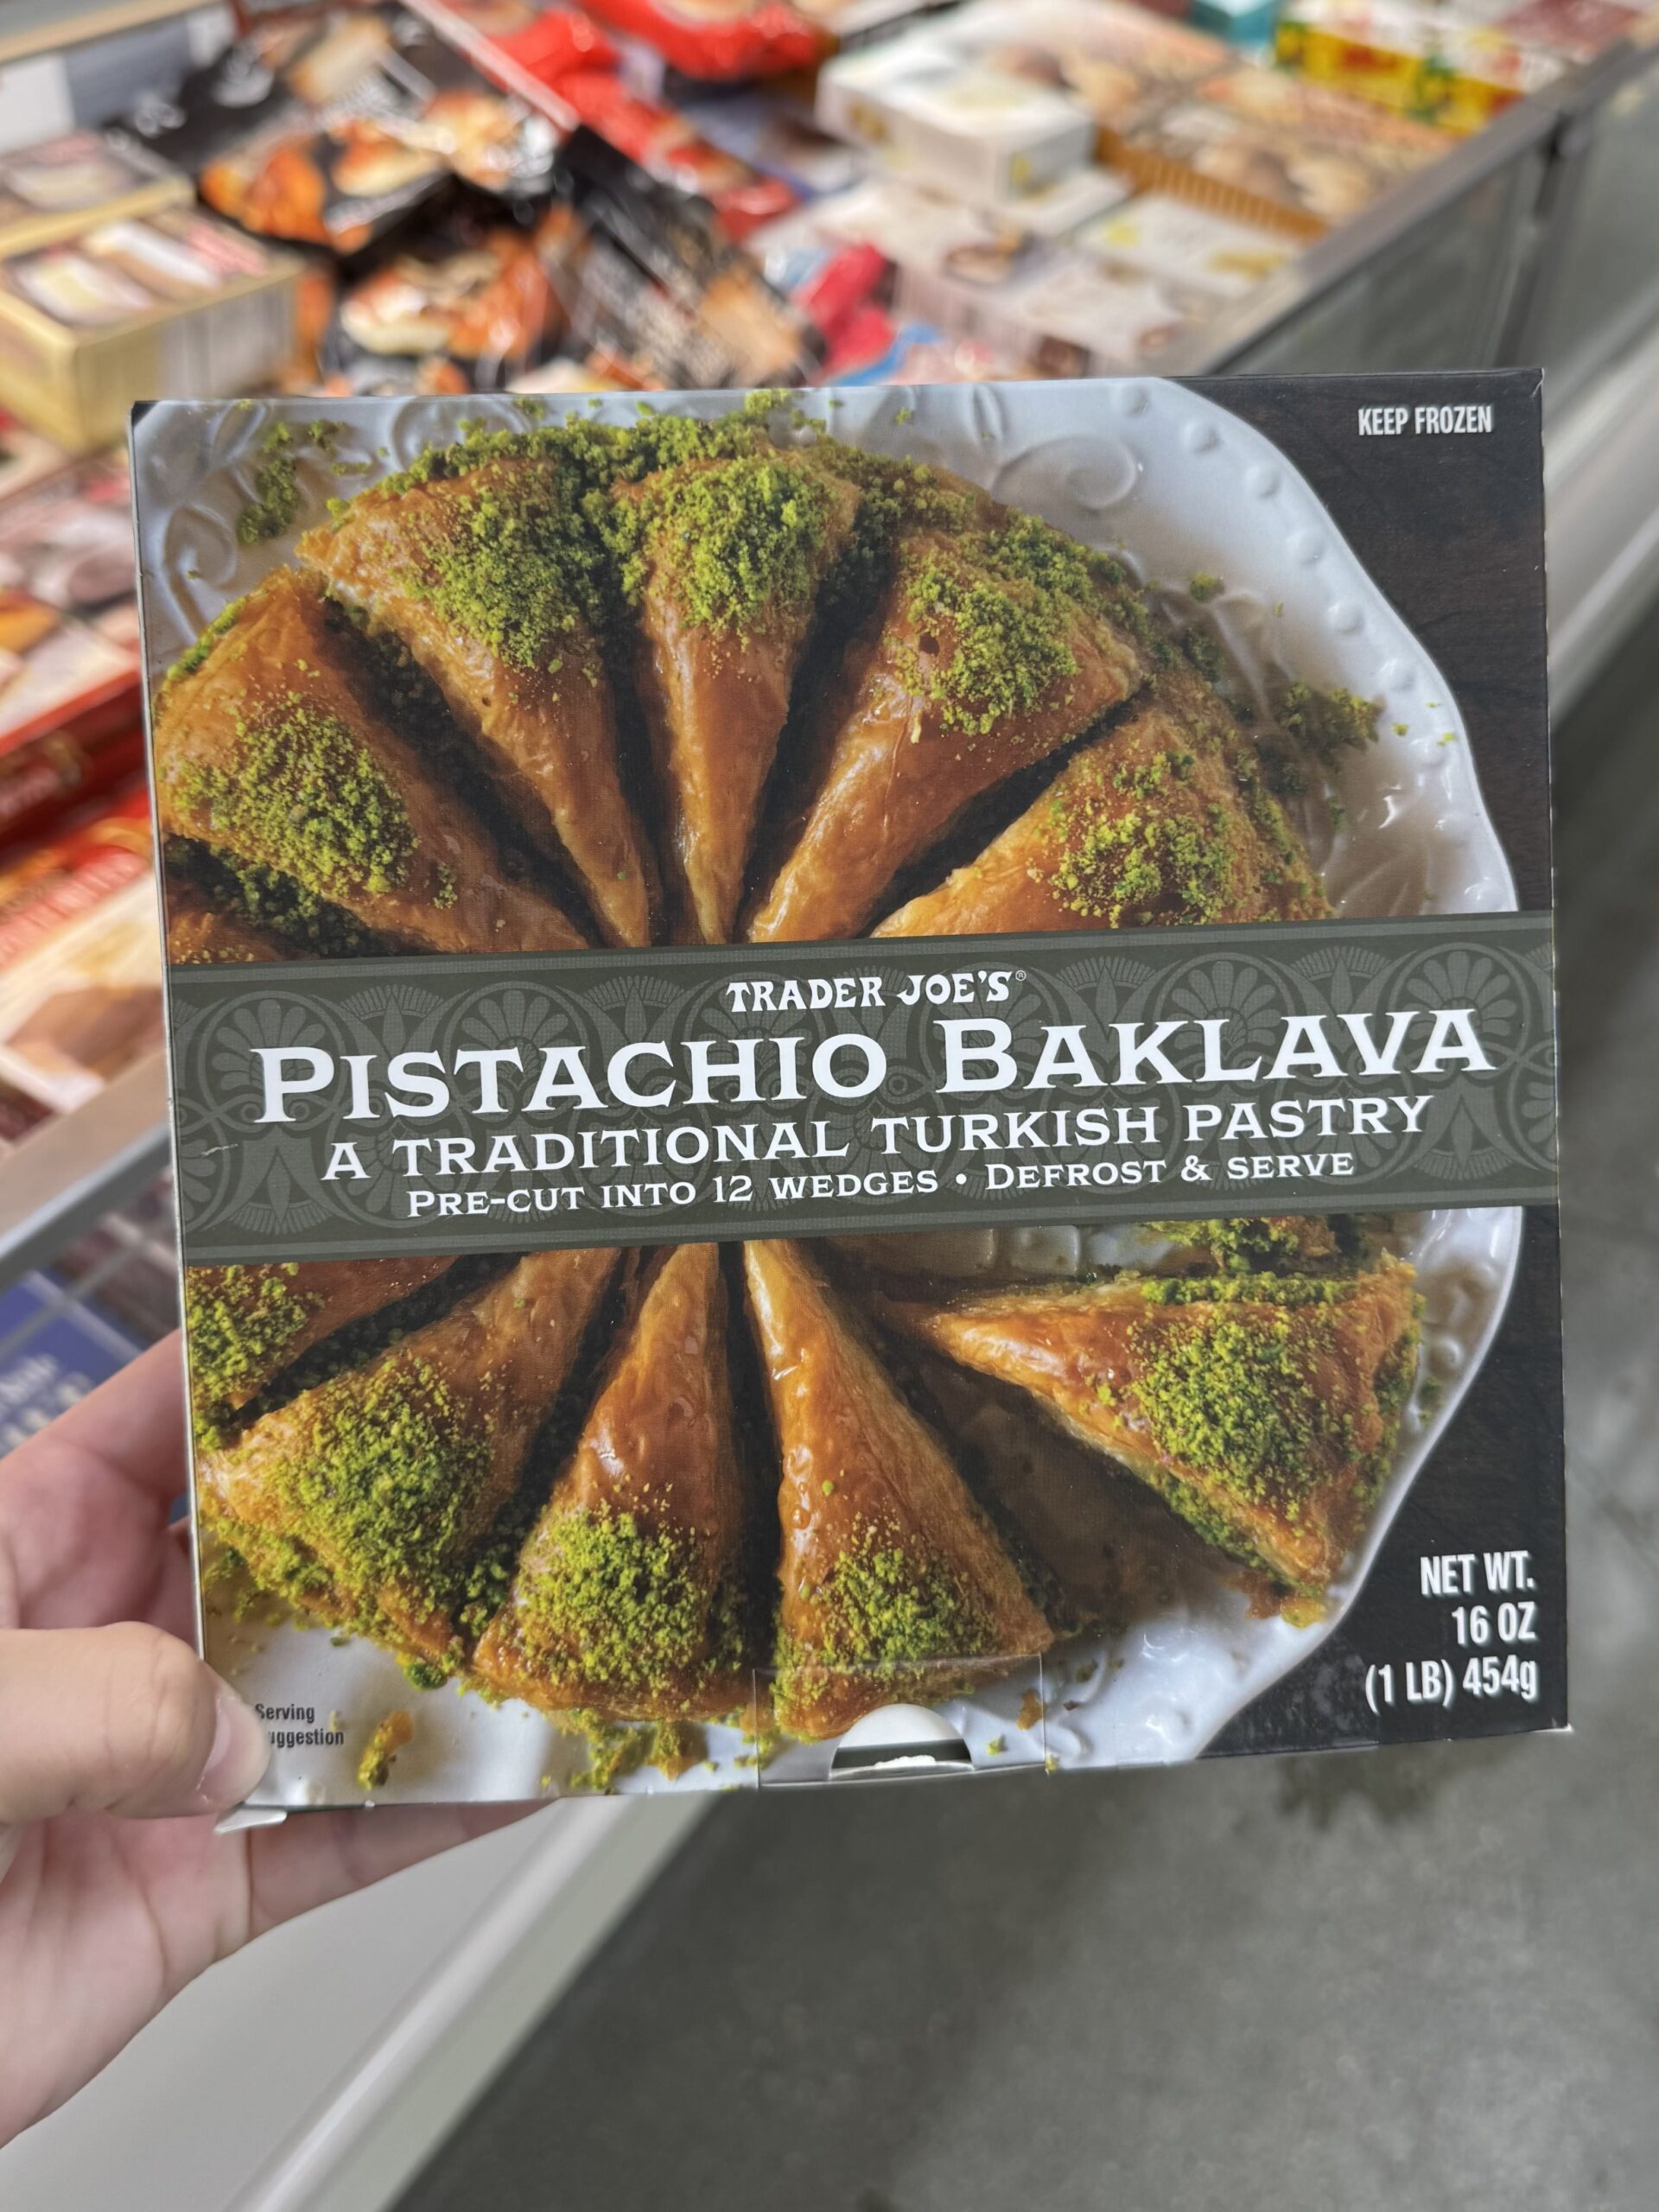 KEEP FROZEN
TRADER JOE'S®
PISTACHIO BAKLAVA
A TRADITIONAL TURKISH PASTRY
PRE-CUT INTO 12 WEDGES • DEFROST & SERVE
NET WT.
16 OZ
(1 LB) 454g
Serving
uggestion